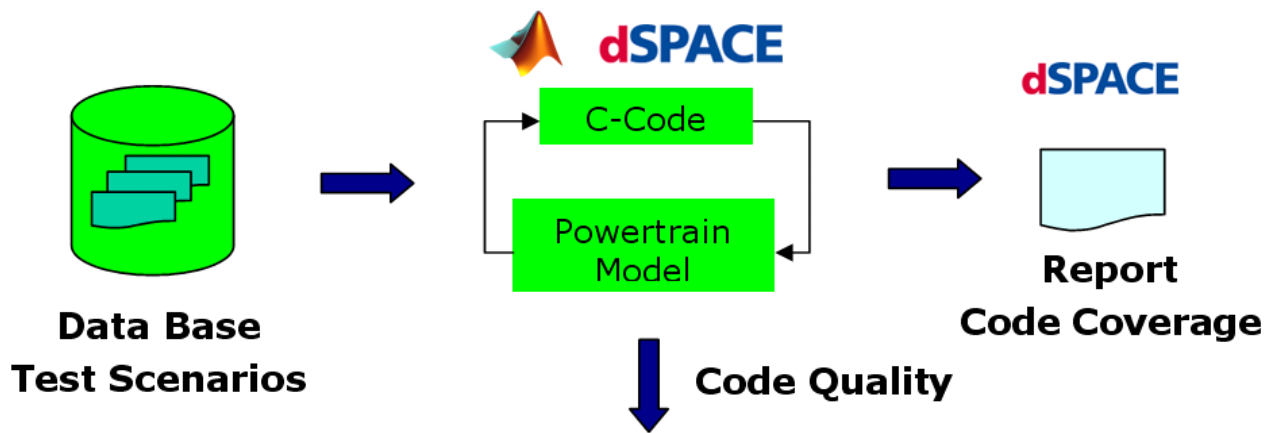 dSPACE
dSPACE
C-Code
Powertrain
Model
Data Base
Test Scenarios
Report
Code Coverage
Code Quality